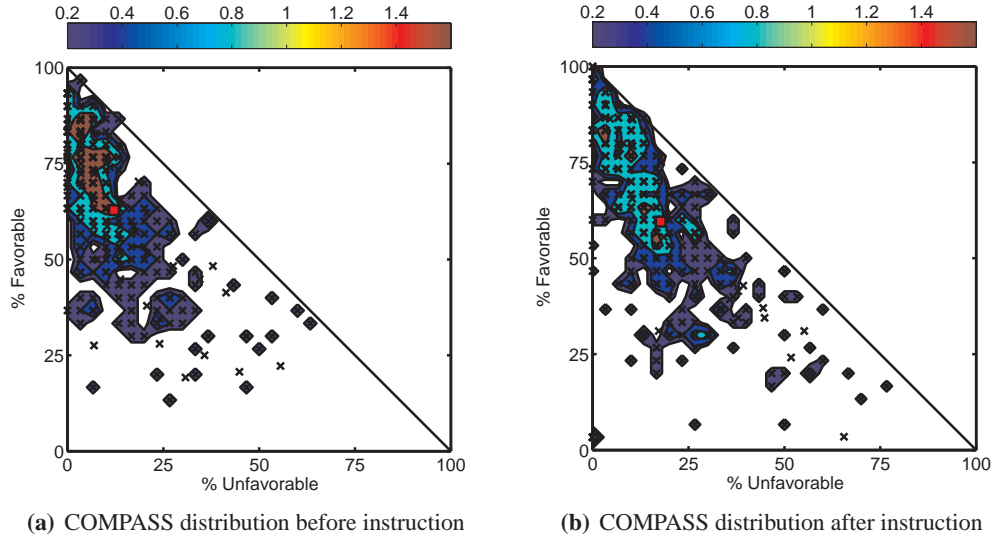 0.2 0.4 0.6 0.8 1 1.2 1.4
100
75
50
25
0
% Favorable
0 25 50 75 100
% Unfavorable
(a) COMPASS distribution before instruction
0.2 0.4 0.6 0.8 1 1.2 1.4
100
75
50
25
0
% Favorable
0 25 50 75 100
% Unfavorable
(b) COMPASS distribution after instruction